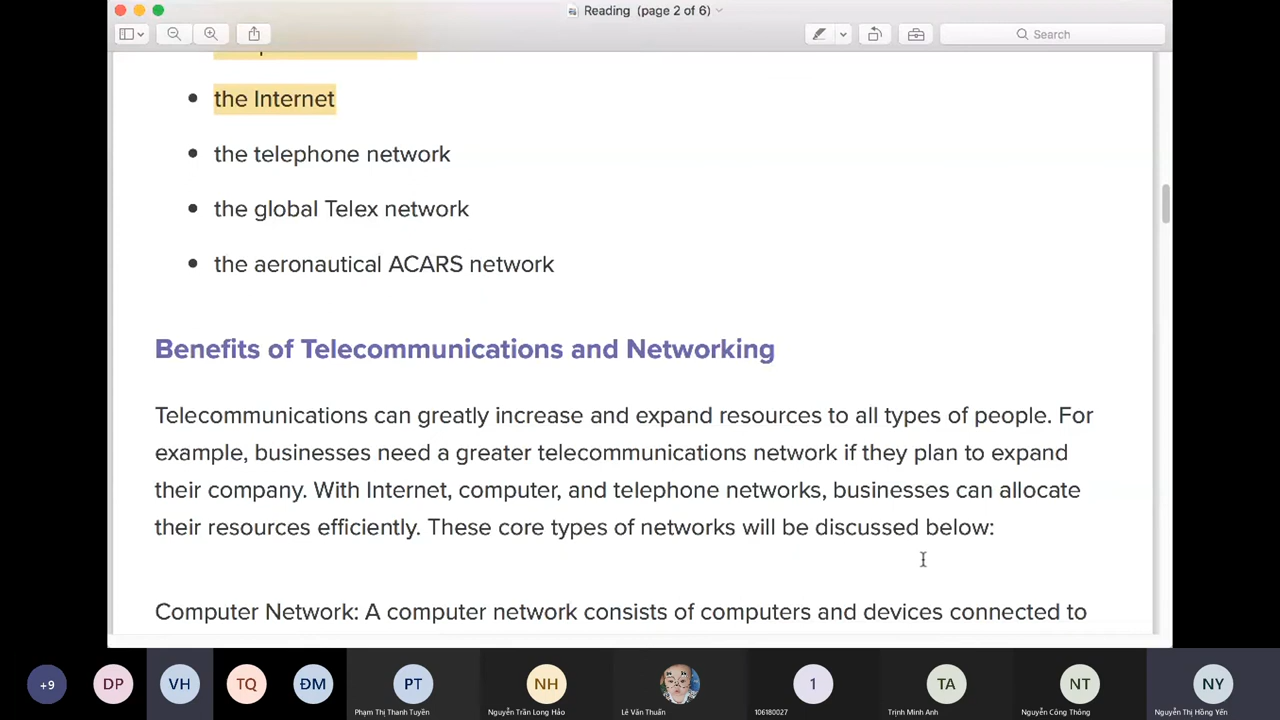 Reading (page 2 of 6)
Search
the Internet
the telephone network
the global Telex network
the aeronautical ACARS network
Benefits of Telecommunications and Networking
Telecommunications can greatly increase and expand resources to all types of people. For
example, businesses need a greater telecommunications network if they plan to expand
their company. With Internet, computer, and telephone networks, businesses can allocate
their resources efficiently. These core types of networks will be discussed below:
Computer Network: A computer network consists of computers and devices connected to
+9 DP VH TQ ĐM PT NH 1 TA NT NY
Phạm Thị Thanh Tuyền Nguyễn Trần Long Hảo Lê Văn Thuấn 106180027 Trịnh Minh Anh Nguyễn Công Thông Nguyễn Thị Hồng Yến